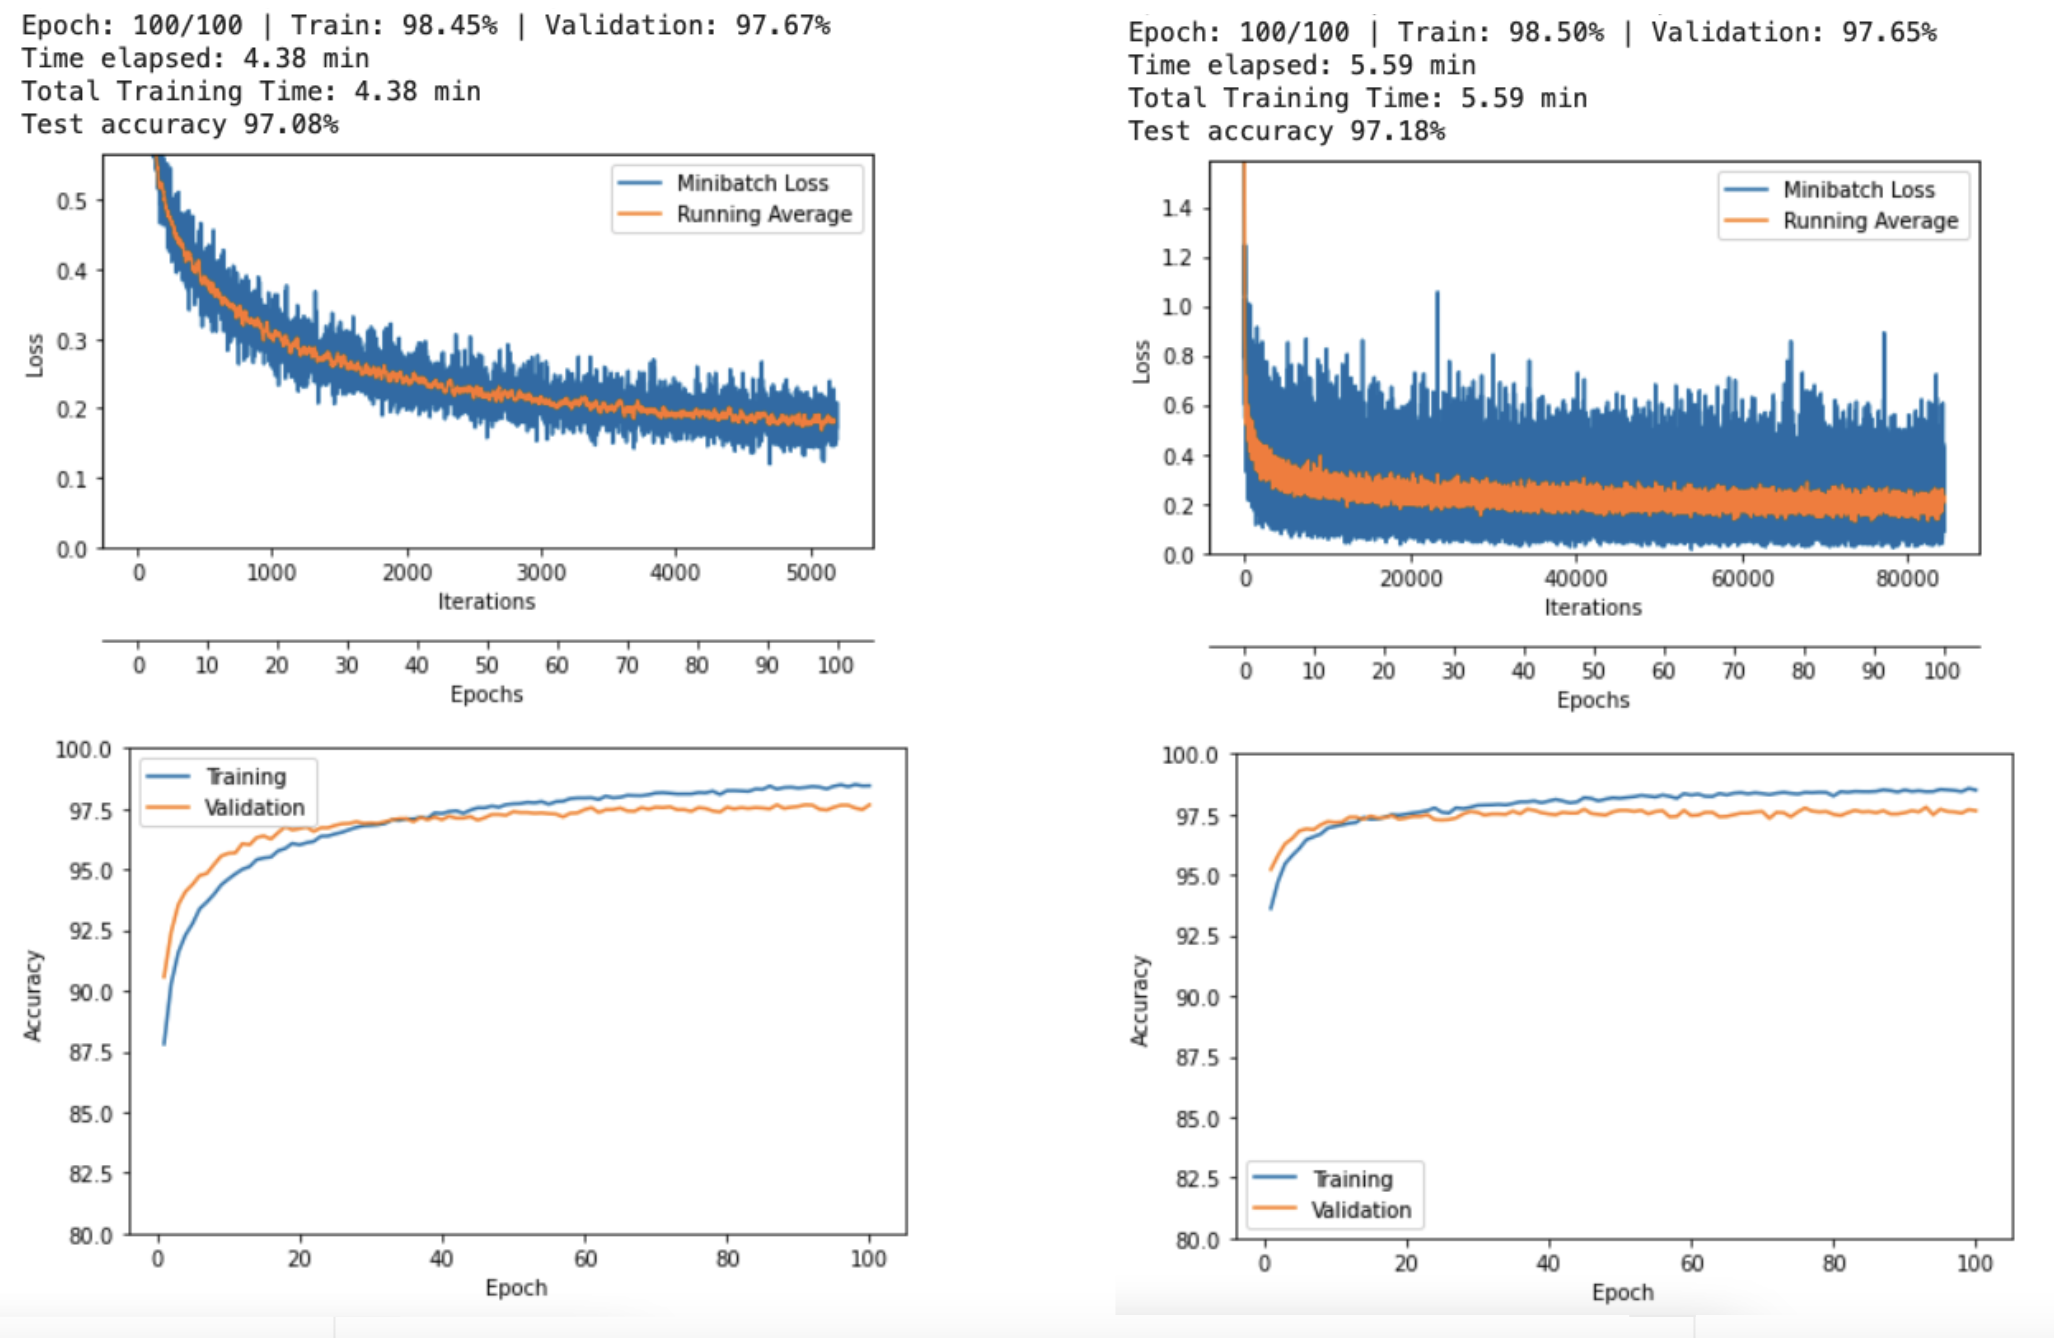 Epoch: 100/100 | Train: 98.45% | Validation: 97.67%
Time elapsed: 4.38 min
Total Training Time: 4.38 min
Test accuracy 97.08%
Minibatch Loss
Running Average
0.5
0.4
0.3
0.2
0.1
0.0
Loss
0 1000 2000 3000 4000 5000
Iterations
0 10 20 30 40 50 60 70 80 90 100
Epochs
100.0
97.5
95.0
92.5
90.0
87.5
85.0
82.5
80.0
Accuracy
Training
Validation
0 20 40 60 80 100
Epoch
Epoch: 100/100 | Train: 98.50% | Validation: 97.65%
Time elapsed: 5.59 min
Total Training Time: 5.59 min
Test accuracy 97.18%
Minibatch Loss
Running Average
1.4
1.2
1.0
0.8
0.6
0.4
0.2
0.0
Loss
0 20000 40000 60000 80000
Iterations
0 10 20 30 40 50 60 70 80 90 100
Epochs
100.0
97.5
95.0
92.5
90.0
87.5
85.0
82.5
80.0
Accuracy
Training
Validation
0 20 40 60 80 100
Epoch